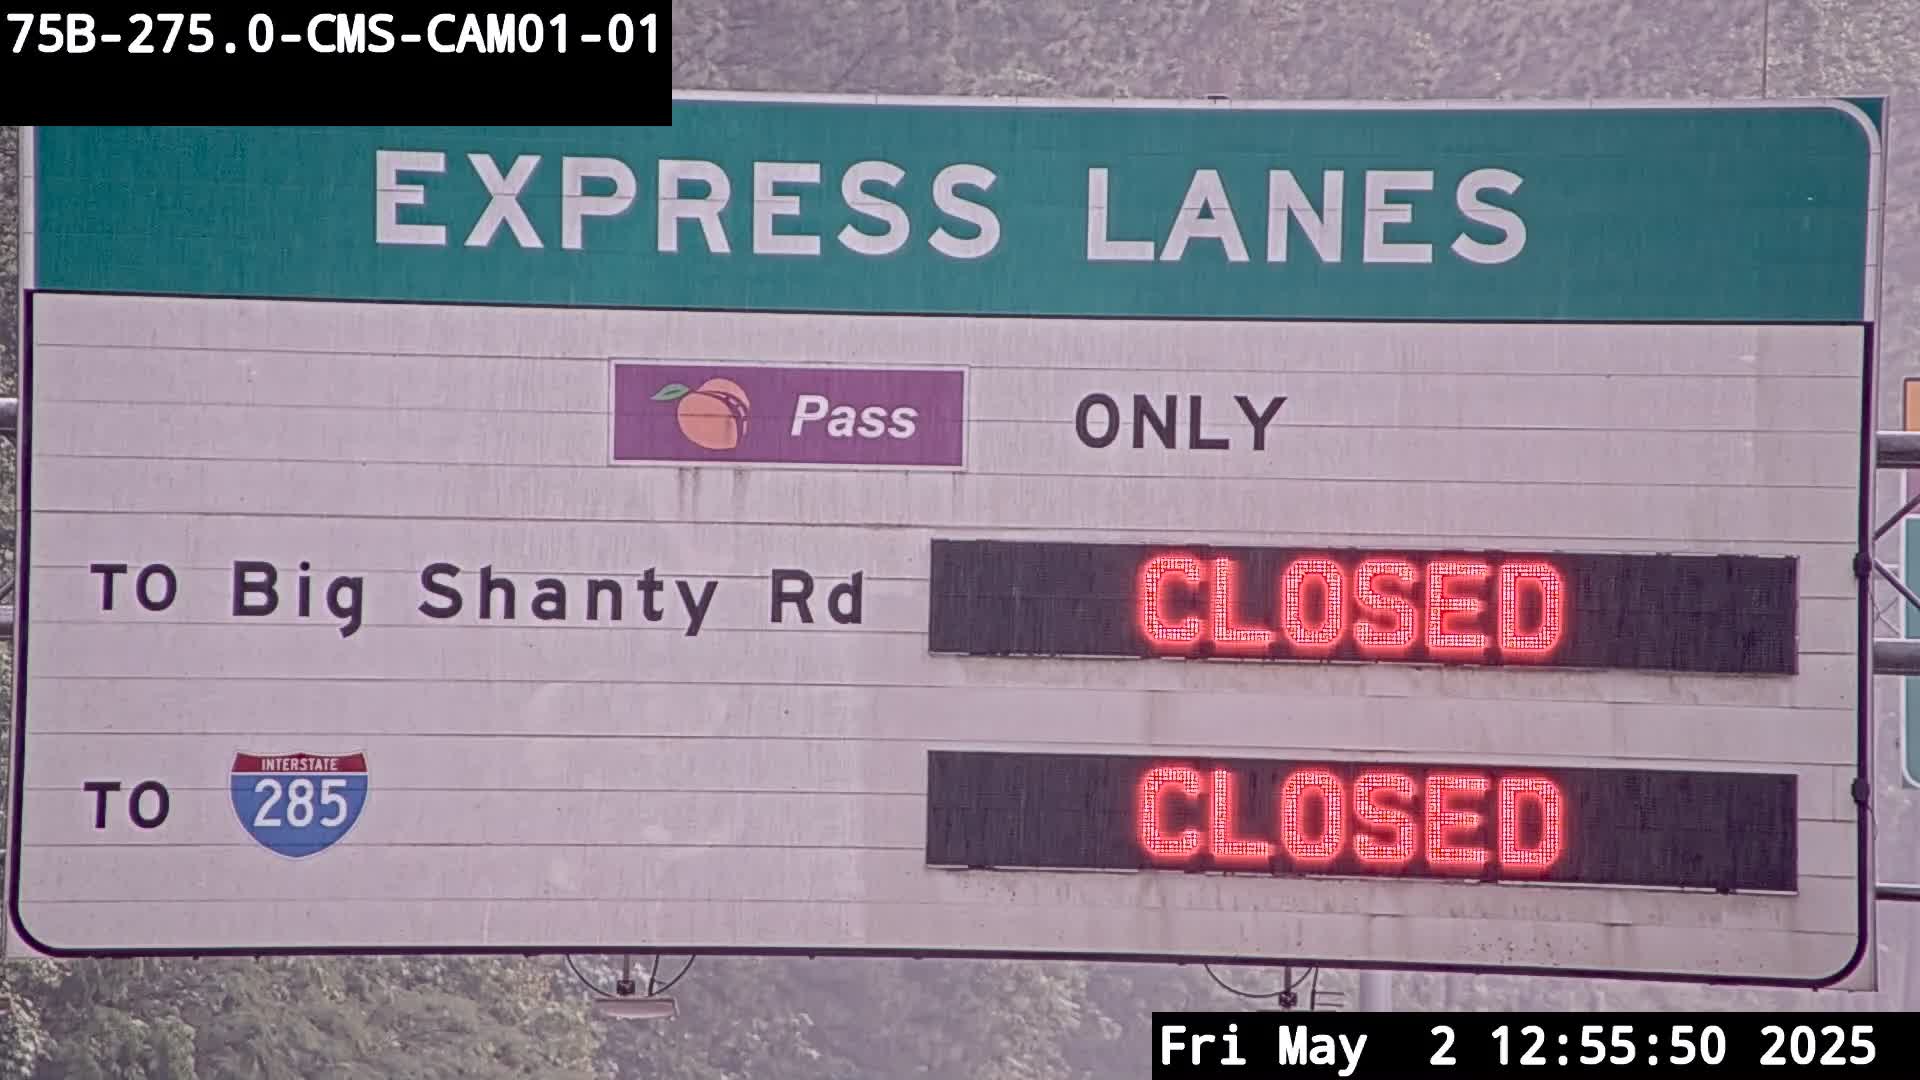 75B-275.0-CMS-CAM01-01
EXPRESS LANES
Pass ONLY
TO Big Shanty Rd CLOSED
INTERSTATE
TO 285 CLOSED
Fri May 2 12:55:50 2025